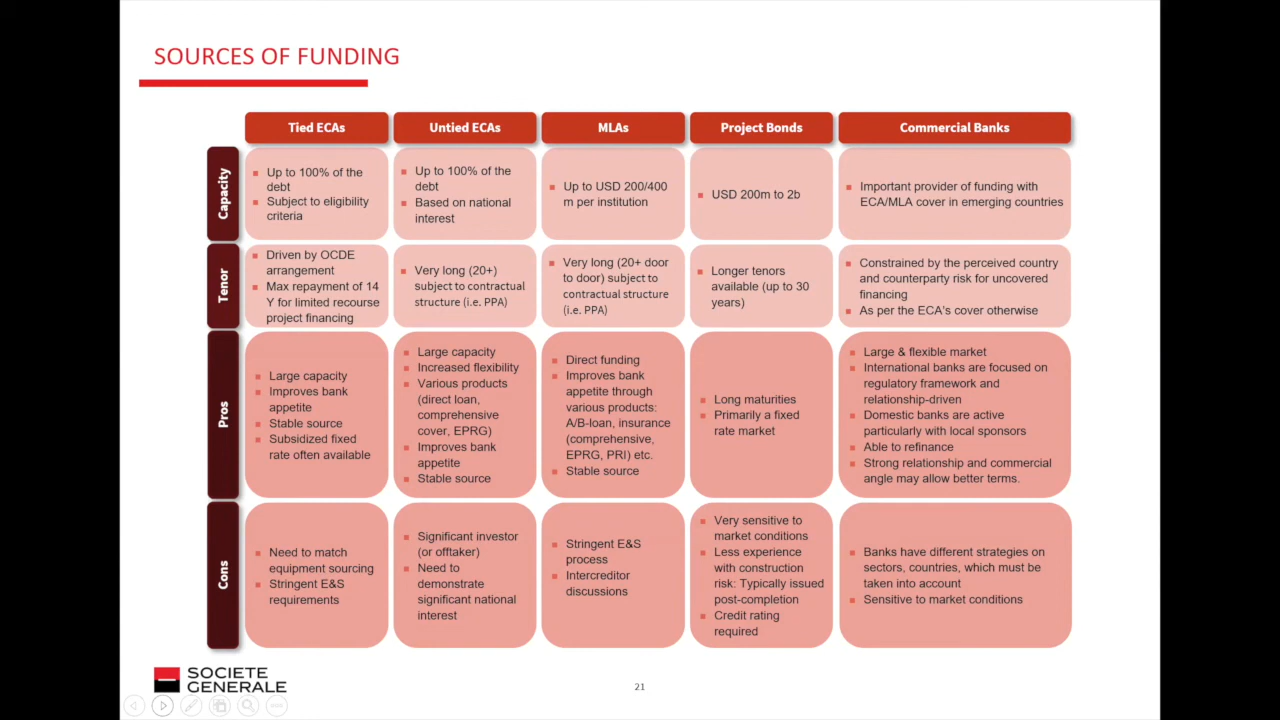 SOURCES OF FUNDING
Tied ECAs
Untied ECAs
MLAs
Project Bonds
Commercial Banks
Capacity
Up to 100% of the
debt
Subject to eligibility
criteria
Up to 100% of the
debt
Based on national
interest
Up to USD 200/400
m per institution
USD 200m to 2b
Important provider of funding with
ECA/MLA cover in emerging countries
Tenor
Driven by OCDE
arrangement
Max repayment of 14
Y for limited recourse
project financing
Very long (20+)
subject to contractual
structure (i.e. PPA)
Very long (20+ door
to door) subject to
contractual structure
(i.e. PPA)
Longer tenors
available (up to 30
years)
Constrained by the perceived country
and counterparty risk for uncovered
financing
As per the ECA's cover otherwise
Pros
Large capacity
Improves bank
appetite
Stable source
Subsidized fixed
rate often available
Large capacity
Increased flexibility
Various products
(direct loan,
comprehensive
cover, EPRG)
Improves bank
appetite
Stable source
Direct funding
Improves bank
appetite through
various products:
A/B-loan, insurance
(comprehensive,
EPRG, PRI) etc.
Stable source
Long maturities
Primarily a fixed
rate market
Large & flexible market
International banks are focused on
regulatory framework and
relationship-driven
Domestic banks are active
particularly with local sponsors
Able to refinance
Strong relationship and commercial
angle may allow better terms.
Cons
Need to match
equipment sourcing
Stringent E&S
requirements
Significant investor
(or offtaker)
Need to
demonstrate
significant national
interest
Stringent E&S
process
Intercreditor
discussions
Very sensitive to
market conditions
Less experience
with construction
risk: Typically issued
post-completion
Credit rating
required
Banks have different strategies on
sectors, countries, which must be
taken into account
Sensitive to market conditions
SOCIETE
GENERALE
21